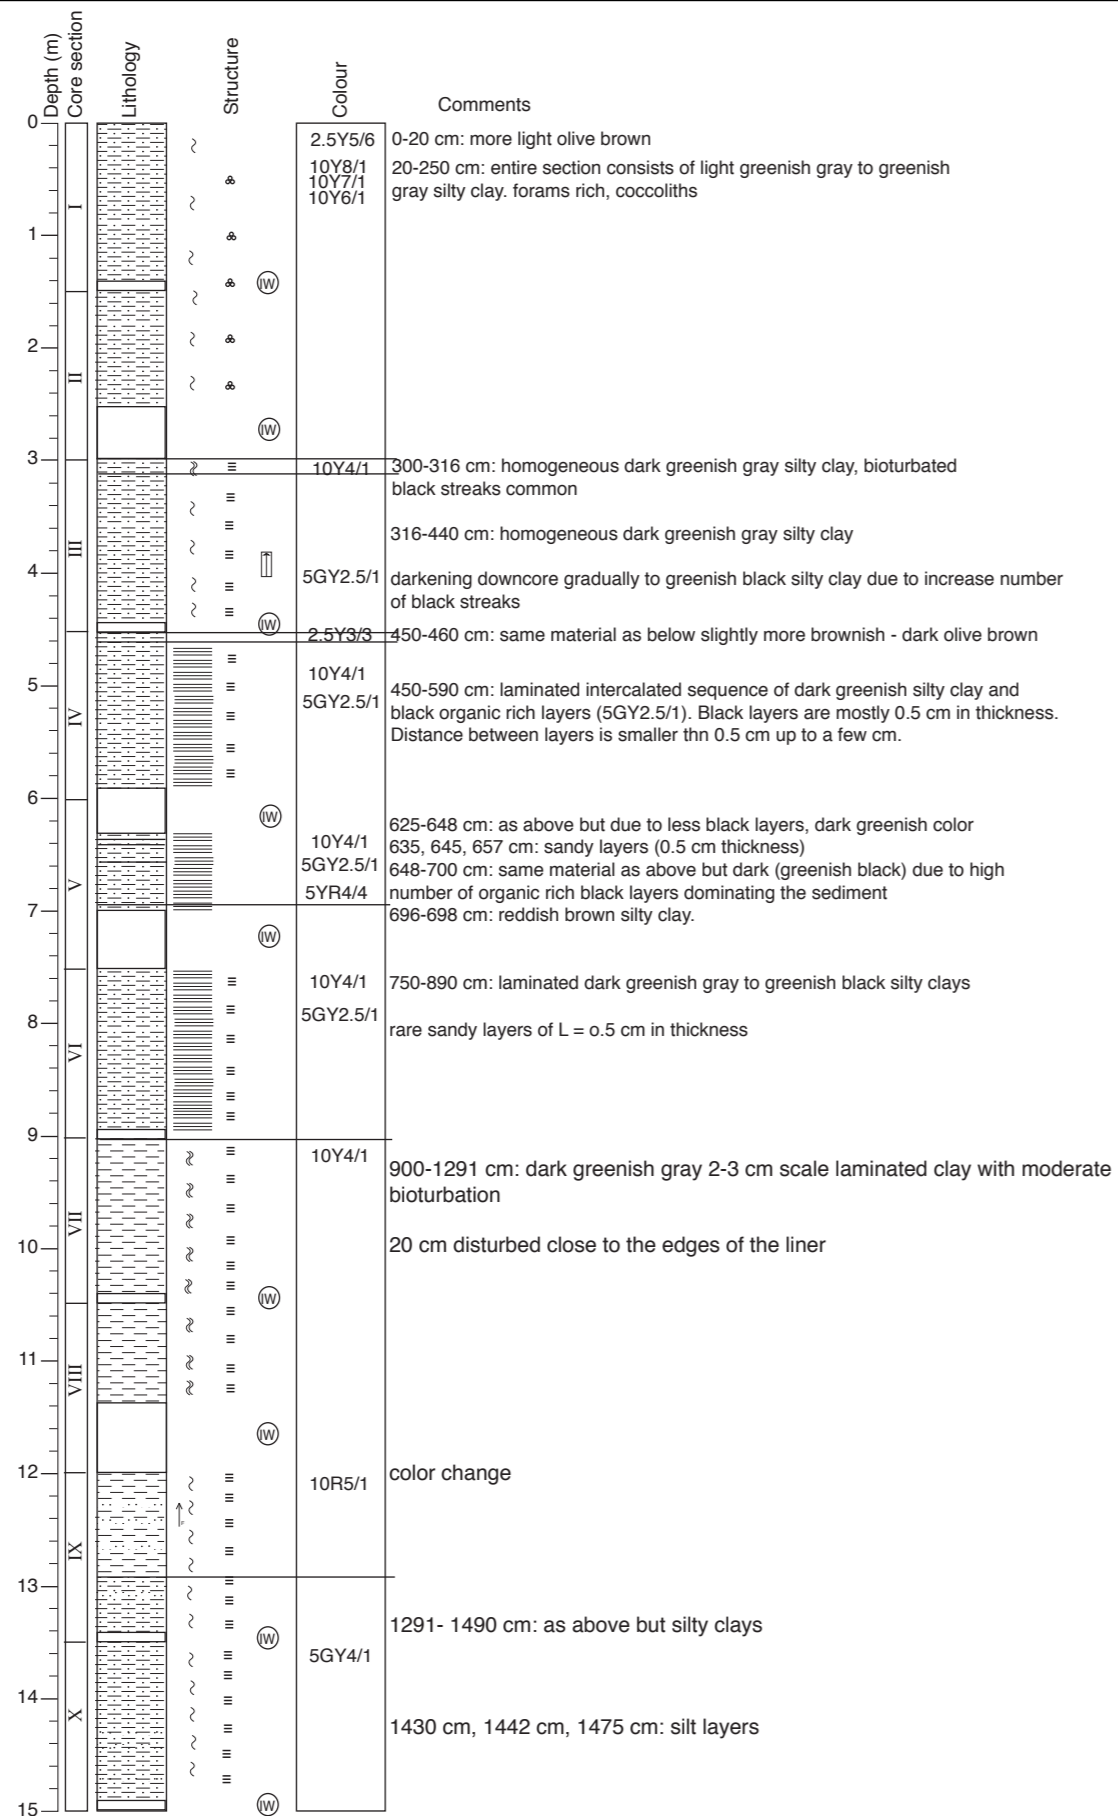 Depth (m)
Core section
Lithology
Structure
Colour
Comments
0
2.5Y5/6
0-20 cm: more light olive brown
10Y8/1
20-250 cm: entire section consists of light greenish gray to greenish
10Y7/1
10Y6/1
gray silty clay. forams rich, coccoliths
I
1
IW
2
II
IW
3
10Y4/1
300-316 cm: homogeneous dark greenish gray silty clay, bioturbated
black streaks common
316-440 cm: homogeneous dark greenish gray silty clay
III
4
5GY2.5/1
darkening downcore gradually to greenish black silty clay due to increase number
of black streaks
IW
2.5Y3/3
450-460 cm: same material as below slightly more brownish - dark olive brown
10Y4/1
5
5GY2.5/1
450-590 cm: laminated intercalated sequence of dark greenish silty clay and
black organic rich layers (5GY2.5/1). Black layers are mostly 0.5 cm in thickness.
Distance between layers is smaller thn 0.5 cm up to a few cm.
IV
6
IW
625-648 cm: as above but due to less black layers, dark greenish color
10Y4/1
635, 645, 657 cm: sandy layers (0.5 cm thickness)
5GY2.5/1
648-700 cm: same material as above but dark (greenish black) due to high
V
5YR4/4
number of organic rich black layers dominating the sediment
7
696-698 cm: reddish brown silty clay.
IW
10Y4/1
750-890 cm: laminated dark greenish gray to greenish black silty clays
8
5GY2.5/1
rare sandy layers of L = o.5 cm in thickness
VI
9
10Y4/1
900-1291 cm: dark greenish gray 2-3 cm scale laminated clay with moderate
bioturbation
VII
10
20 cm disturbed close to the edges of the liner
IW
11
VIII
IW
12
10R5/1
color change
IX
13
1291- 1490 cm: as above but silty clays
IW
5GY4/1
14
X
1430 cm, 1442 cm, 1475 cm: silt layers
15
IW